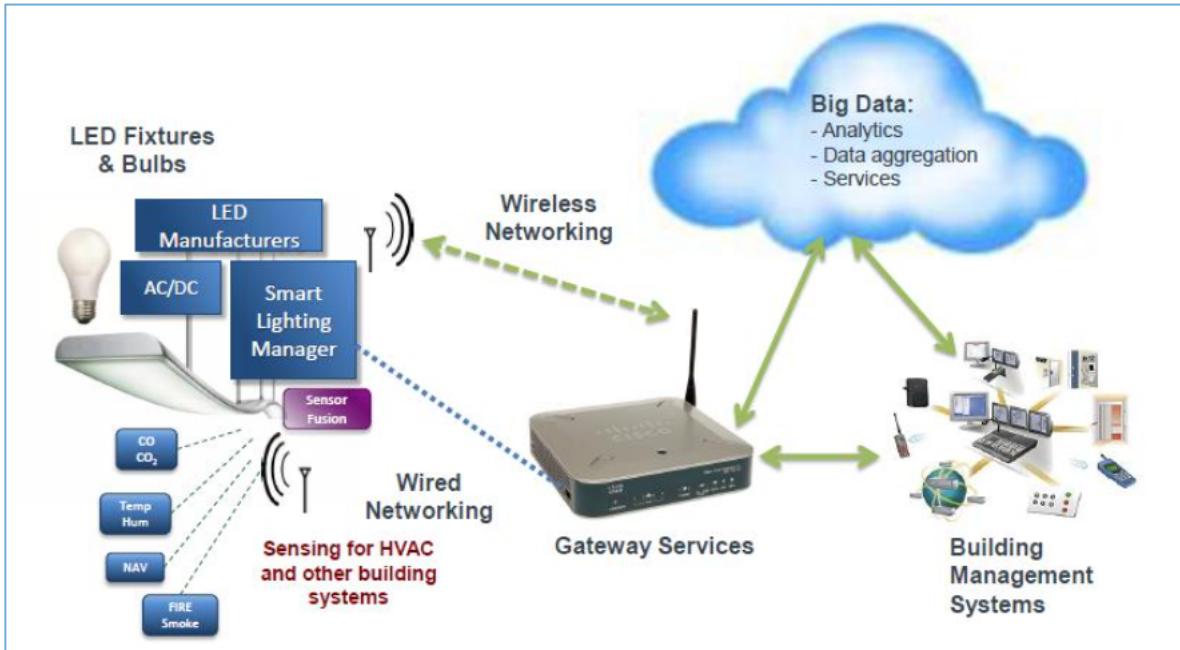 LED Fixtures
& Bulbs
LED
Manufacturers
AC/DC
Smart
Lighting
Manager
Sensor
Fusion
CO
CO₂
Temp
Hum
NAV
FIRE
Smoke
Sensing for HVAC
and other building
systems
Wireless
Networking
Wired
Networking
Gateway Services
Big Data:
- Analytics
- Data aggregation
- Services
Building
Management
Systems